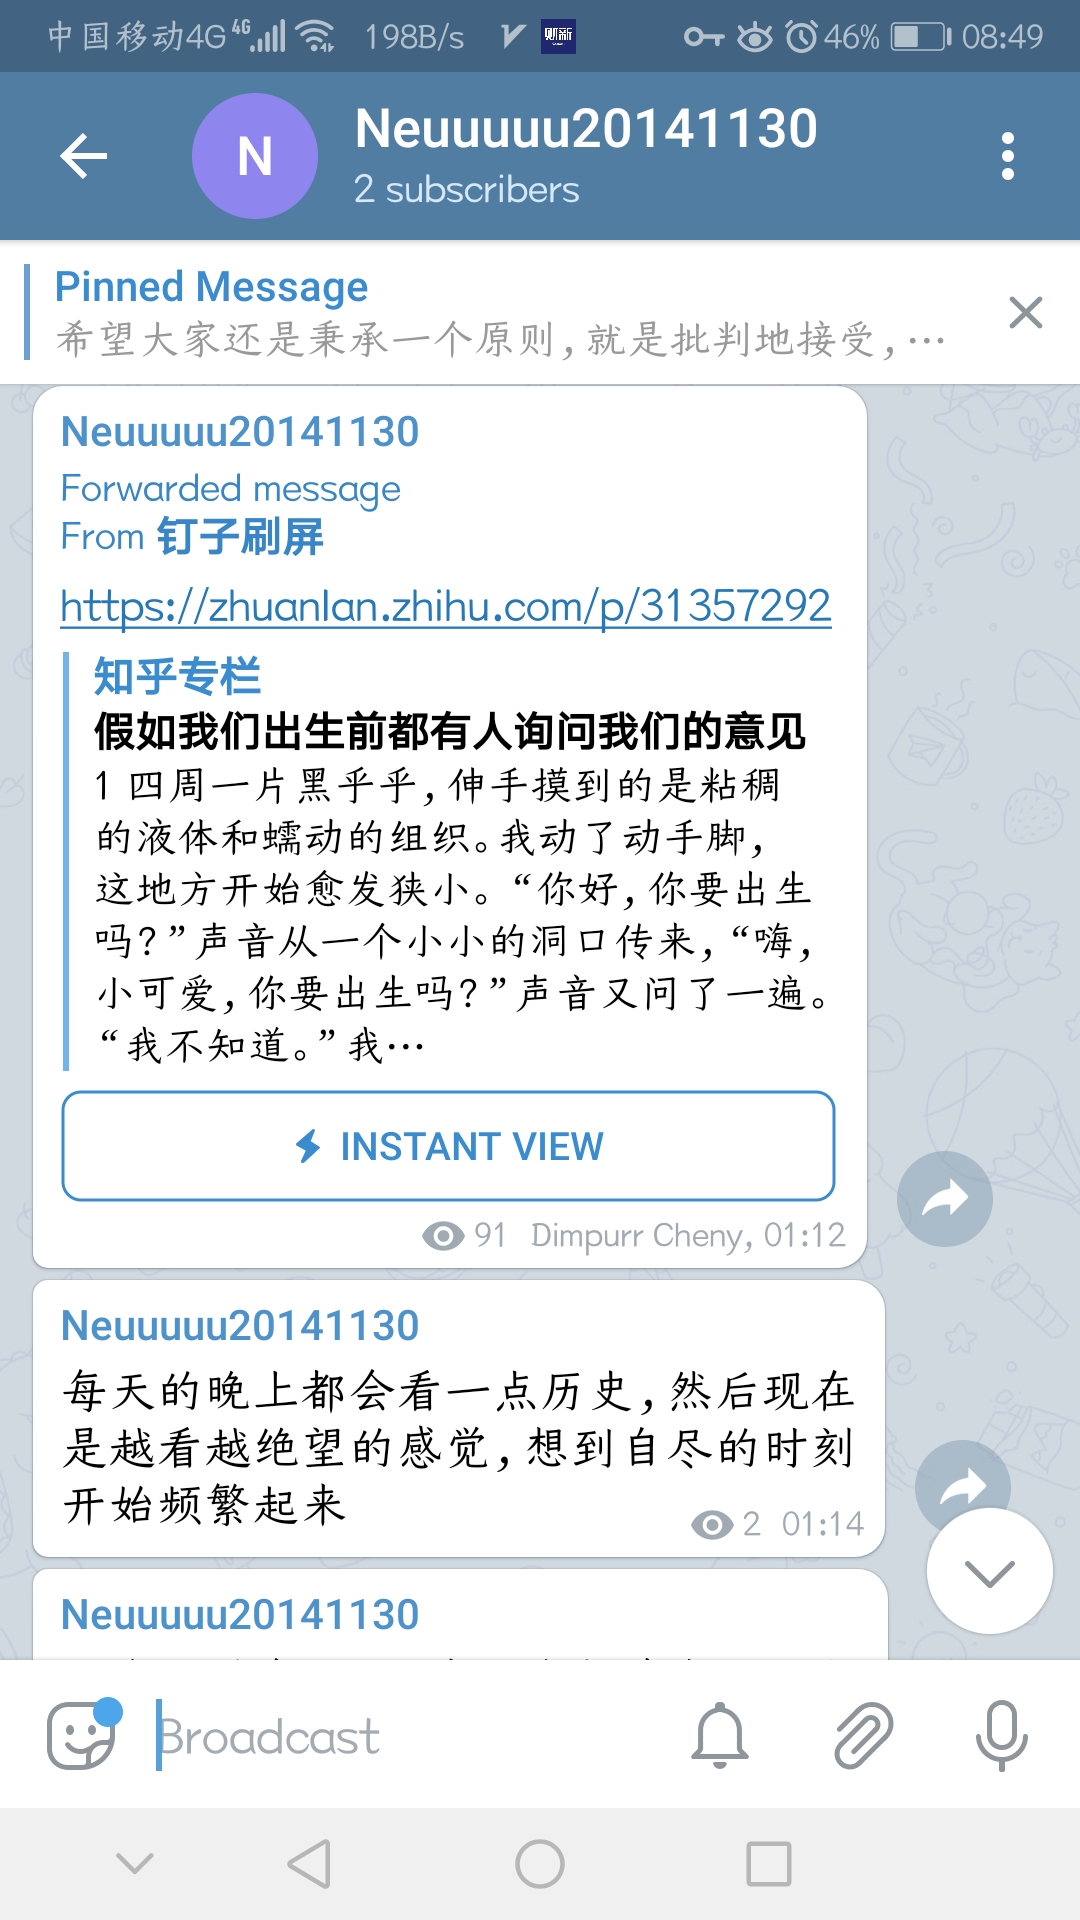 中国移动4G 4G 198B/s 财新 46% 08:49
N
Neuuuuu20141130
2 subscribers
Pinned Message
希望大家还是秉承一个原则,就是批判地接受,…
Neuuuuu20141130
Forwarded message
From 钉子刷屏
https://zhuanlan.zhihu.com/p/31357292
知乎专栏
假如我们出生前都有人询问我们的意见
1 四周一片黑乎乎,伸手摸到的是粘稠
的液体和蠕动的组织。我动了动手脚,
这地方开始愈发狭小。“你好,你要出生
吗?”声音从一个小小的洞口传来,“嗨,
小可爱,你要出生吗?”声音又问了一遍。
“我不知道。”我…
INSTANT VIEW
91 Dimpurr Cheny, 01:12
Neuuuuu20141130
每天的晚上都会看一点历史,然后现在
是越看越绝望的感觉,想到自尽的时刻
开始频繁起来
2 01:14
Neuuuuu20141130
Broadcast